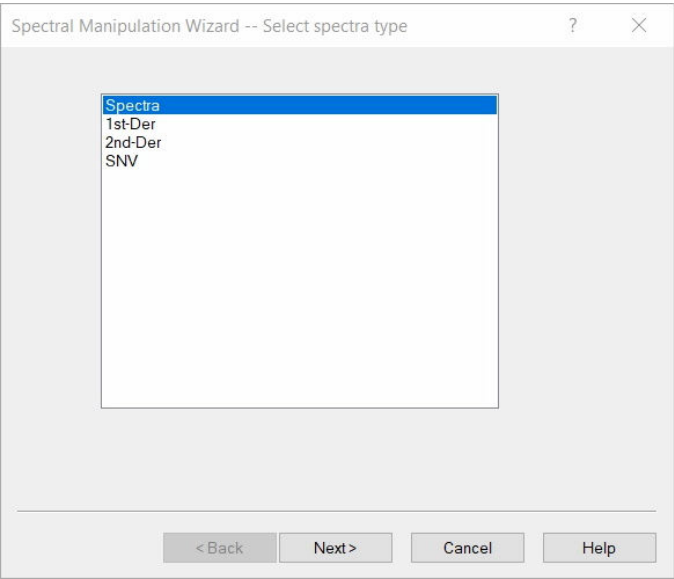 Spectral Manipulation Wizard -- Select spectra type ? ×
Spectra
1st-Der
2nd-Der
SNV
< Back Next > Cancel Help